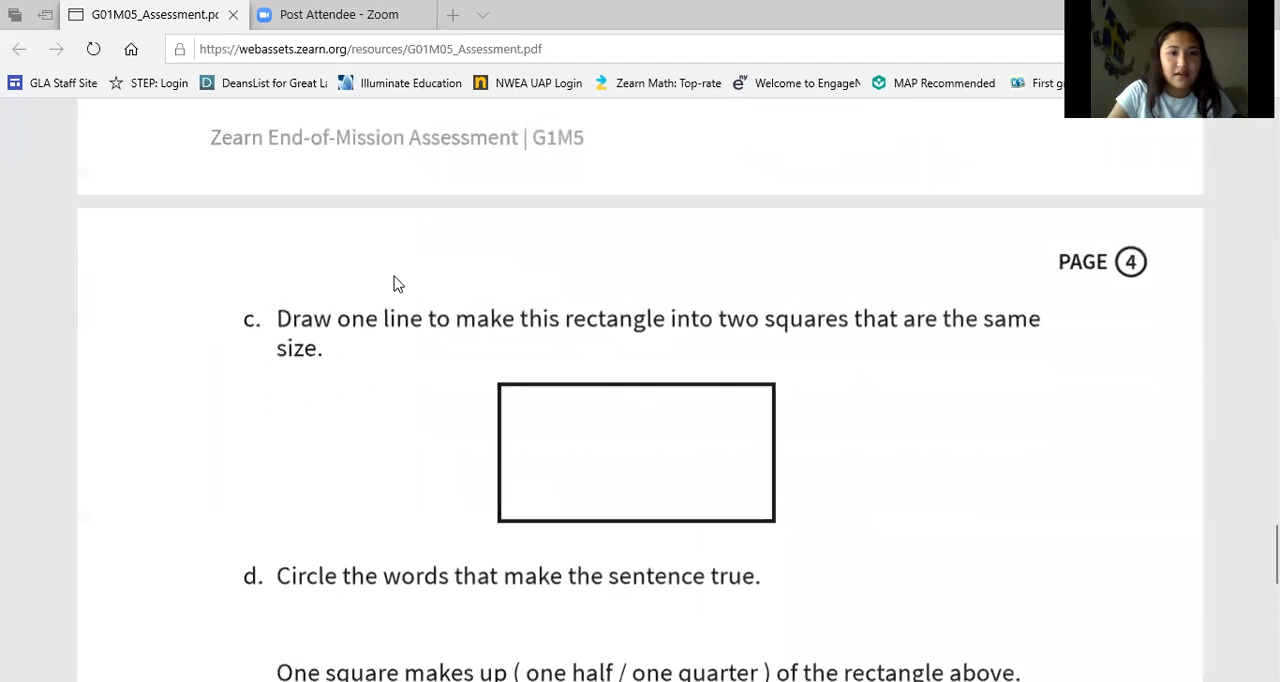 G01M05_Assessment.pd
Post Attendee - Zoom
https://webassets.zearn.org/resources/G01M05_Assessment.pdf
GLA Staff Site STEP: Login DeansList for Great La Illuminate Education NWEA UAP Login Zearn Math: Top-rate Welcome to EngageN MAP Recommended First g
Zearn End-of-Mission Assessment | G1M5
PAGE 4
c. Draw one line to make this rectangle into two squares that are the same
size.
d. Circle the words that make the sentence true.
One square makes up ( one half / one quarter ) of the rectangle above.